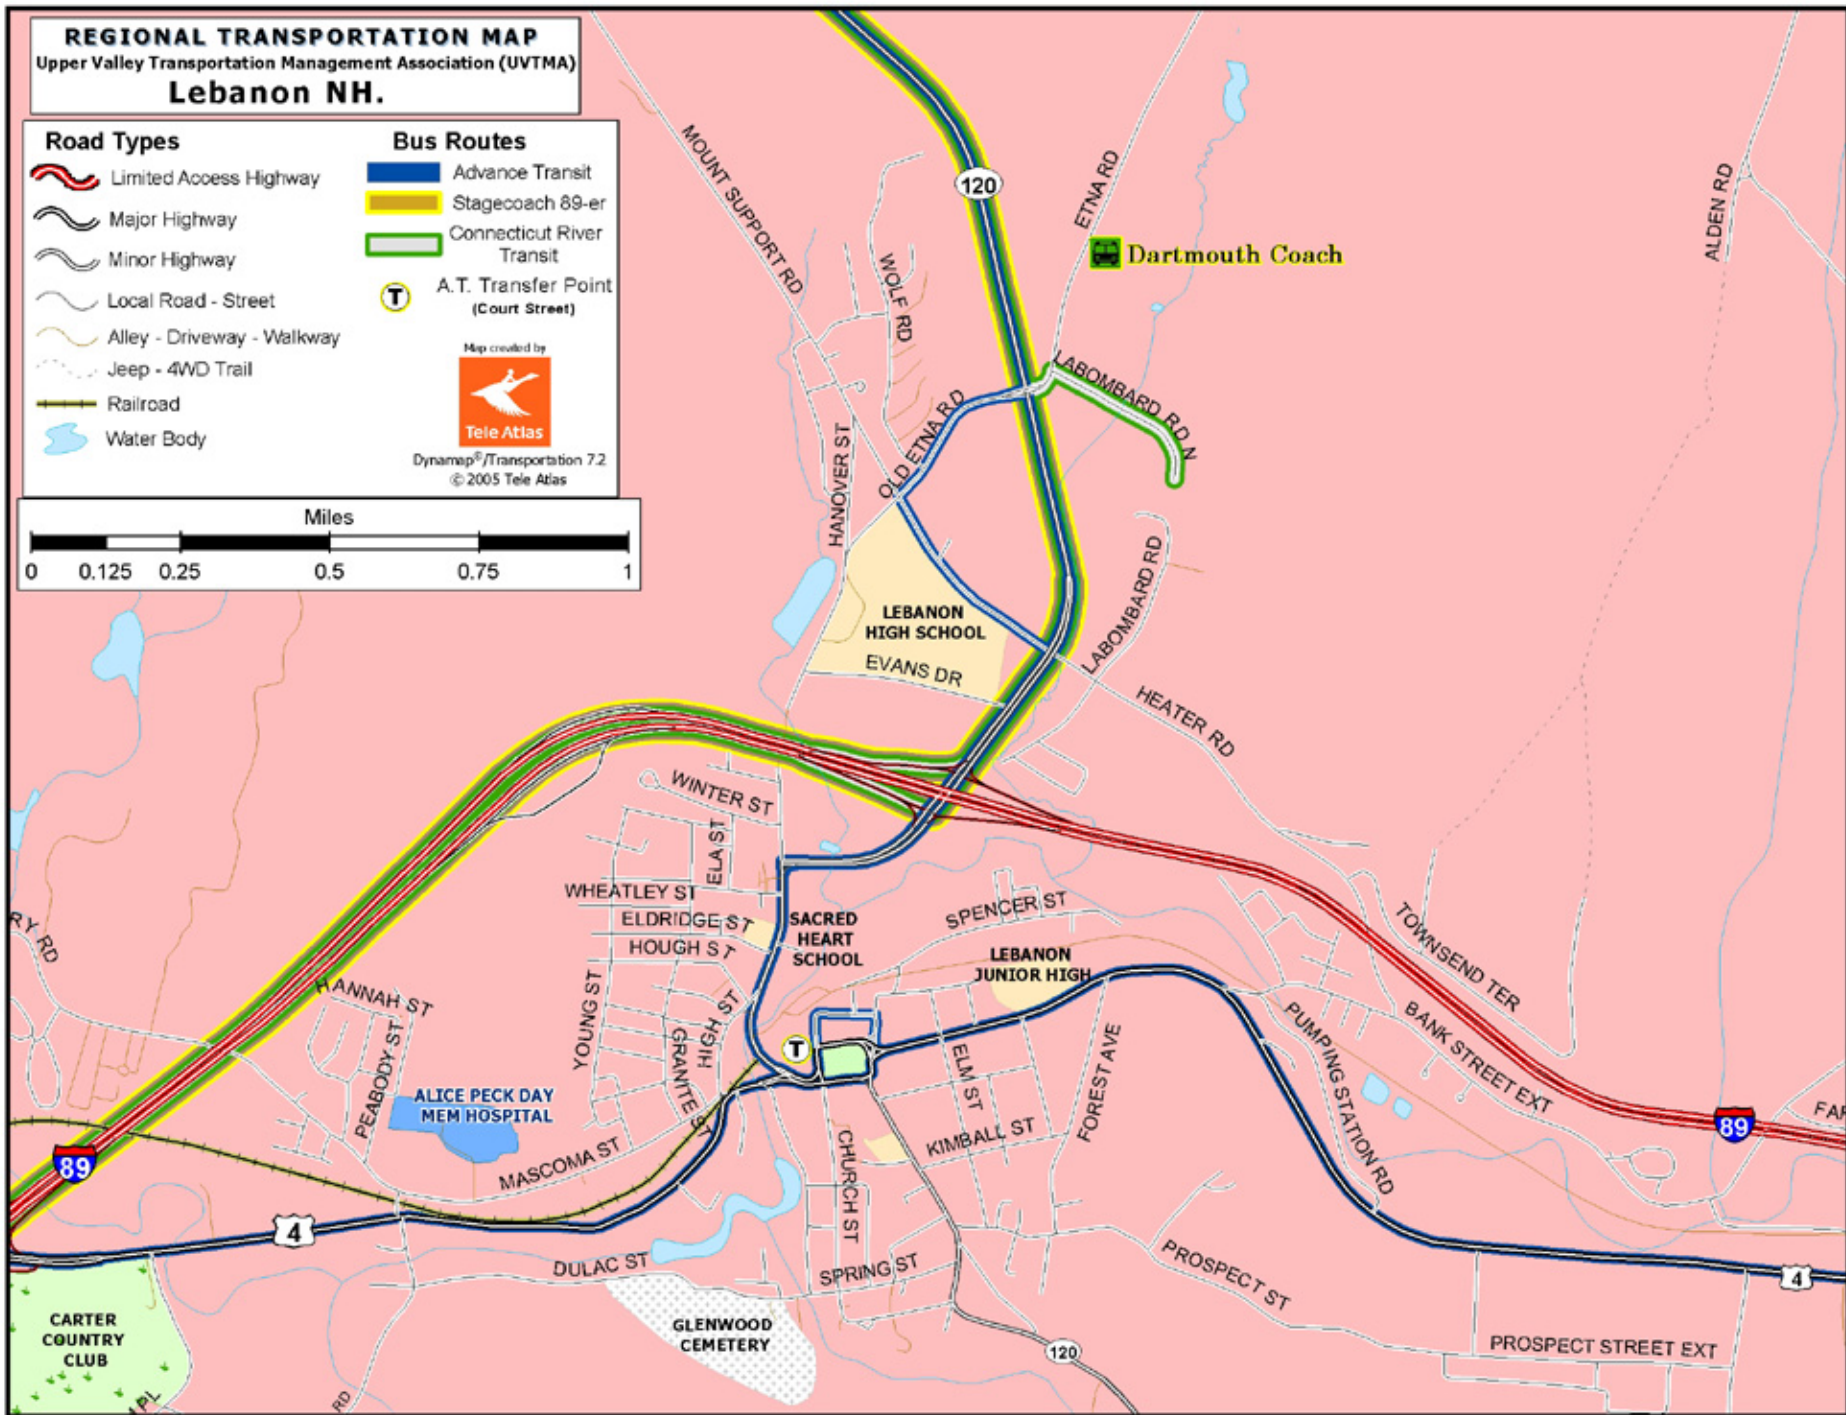 REGIONAL TRANSPORTATION MAP
Upper Valley Transportation Management Association (UVTMA)
Lebanon NH.
Road Types
Limited Access Highway
Major Highway
Minor Highway
Local Road - Street
Alley - Driveway - Walkway
Jeep - 4WD Trail
Railroad
Water Body
Bus Routes
Advance Transit
Stagecoach 89-er
Connecticut River
Transit
T
A.T. Transfer Point
(Court Street)
Map created by
Tele Atlas
Dynamap®/Transportation 7.2
© 2005 Tele Atlas
Miles
0 0.125 0.25 0.5 0.75 1
MOUNT SUPPORT RD
120
ETNA RD
ALDEN RD
Dartmouth Coach
WOLF RD
LABOMBARD RD N
OLD ETNA RD
HANOVER ST
LABOMBARD RD
LEBANON
HIGH SCHOOL
EVANS DR
HEATER RD
WINTER ST
ELA ST
WHEATLEY ST
ELDRIDGE ST
HOUGH ST
SACRED
HEART
SCHOOL
SPENCER ST
LEBANON
JUNIOR HIGH
TOWNSEND TER
RY RD
HANNAH ST
YOUNG ST
HIGH ST
GRANITE ST
PEABODY ST
T
ELM ST
FOREST AVE
PUMPING STATION RD
BANK STREET EXT
ALICE PECK DAY
MEM HOSPITAL
89
FAR
89
MASCOMA ST
CHURCH ST
KIMBALL ST
4
DULAC ST
SPRING ST
PROSPECT ST
4
CARTER
COUNTRY
CLUB
GLENWOOD
CEMETERY
120
PROSPECT STREET EXT
PL
RD